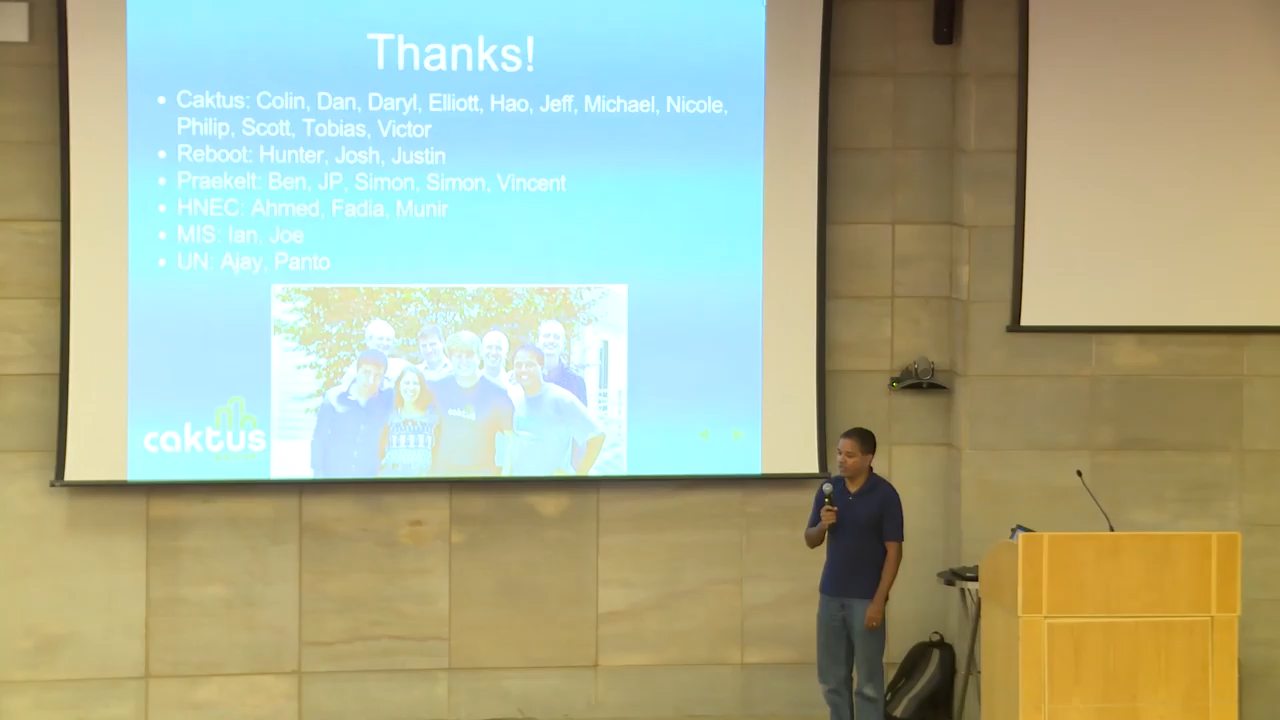 Thanks!
• Caktus: Colin, Dan, Daryl, Elliott, Hao, Jeff, Michael, Nicole,
Philip, Scott, Tobias, Victor
• Reboot: Hunter, Josh, Justin
• Praekelt: Ben, JP, Simon, Simon, Vincent
• HNEC: Ahmed, Fadia, Munir
• MIS: Ian, Joe
• UN: Ajay, Panto
caktus
caktus